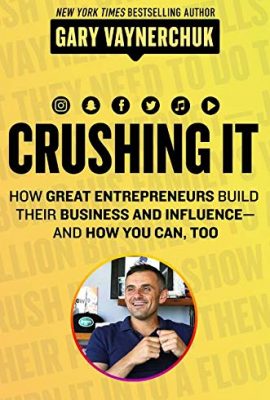 NEW YORK TIMES BESTSELLING AUTHOR
GARY VAYNERCHUK
CRUSHING IT
HOW GREAT ENTREPRENEURS BUILD
THEIR BUSINESS AND INFLUENCE—
AND HOW YOU CAN, TOO